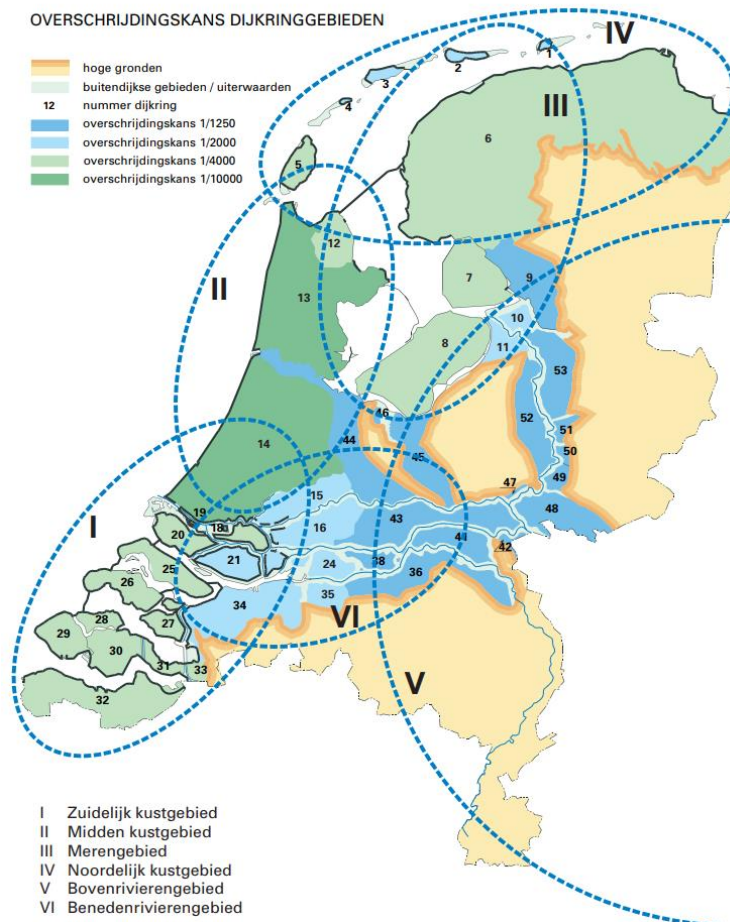 OVERSCHRIJDINGSKANS DIJKRINGGEBIEDEN
hoge gronden
buitendijkse gebieden / uiterwaarden
12 nummer dijkring
overschrijdingskans 1/1250
overschrijdingskans 1/2000
overschrijdingskans 1/4000
overschrijdingskans 1/10000
IV
1
2
3
III
4
6
5
12
7
9
II
13
10
8
11
53
46
52
51
14
44
45
50
47
49
15
48
I
19
18
16
43
20
41
42
21
24
38
25
36
26
35
34
VI
28
27
29
30
31
33
V
32
I Zuidelijk kustgebied
II Midden kustgebied
III Merengebied
IV Noordelijk kustgebied
V Bovenrivierengebied
VI Benedenrivierengebied